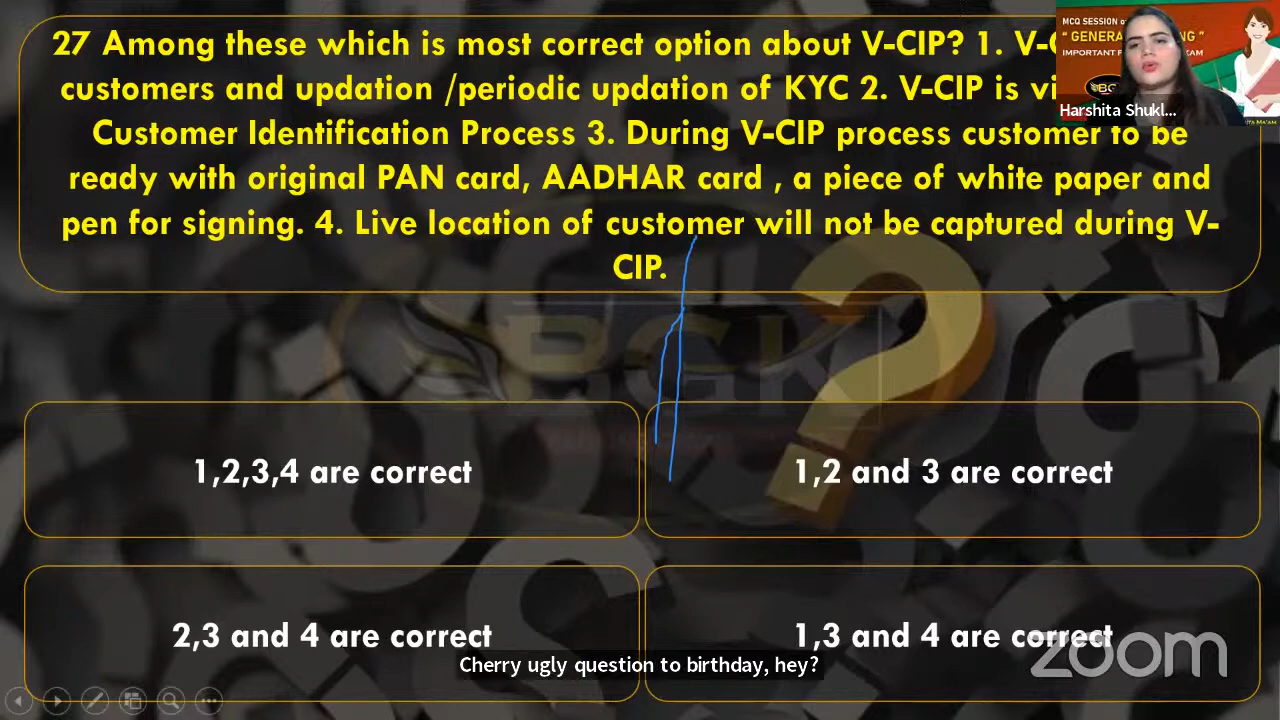 27 Among these which is most correct option about V-CIP? 1. V-
MCQ SESSION
customers and updation /periodic updation of KYC 2. V-CIP is
Harshita Shukl...
Customer Identification Process 3. During V-CIP process customer to be
ready with original PAN card, AADHAR card , a piece of white paper and
pen for signing. 4. Live location of customer will not be captured during V-
CIP.
BGK
1,2,3,4 are correct
1,2 and 3 are correct
2,3 and 4 are correct
1,3 and 4 are correct
zoom
Cherry ugly question to birthday, hey?